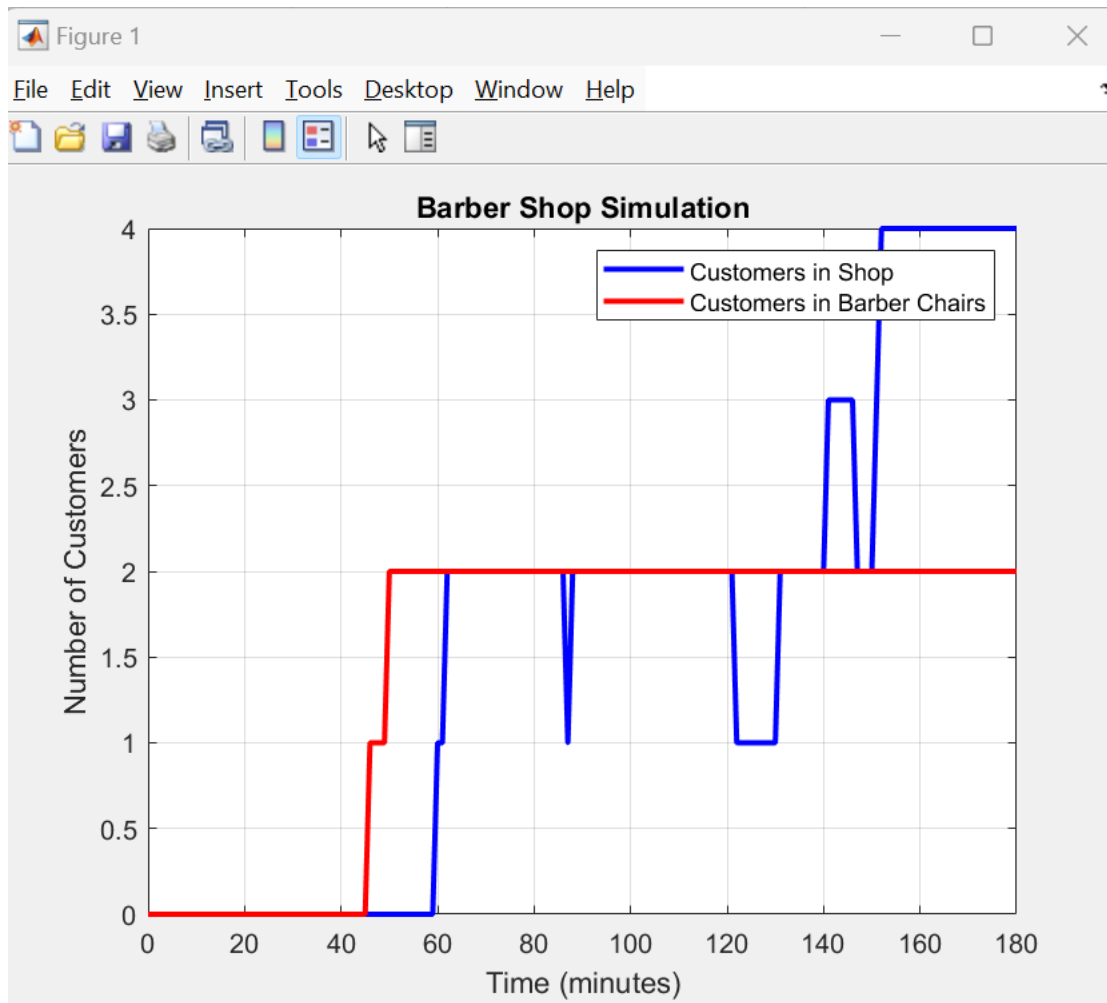 Figure 1
File Edit View Insert Tools Desktop Window Help
Barber Shop Simulation
Customers in Shop
Customers in Barber Chairs
Number of Customers
4
3.5
3
2.5
2
1.5
1
0.5
0
0 20 40 60 80 100 120 140 160 180
Time (minutes)